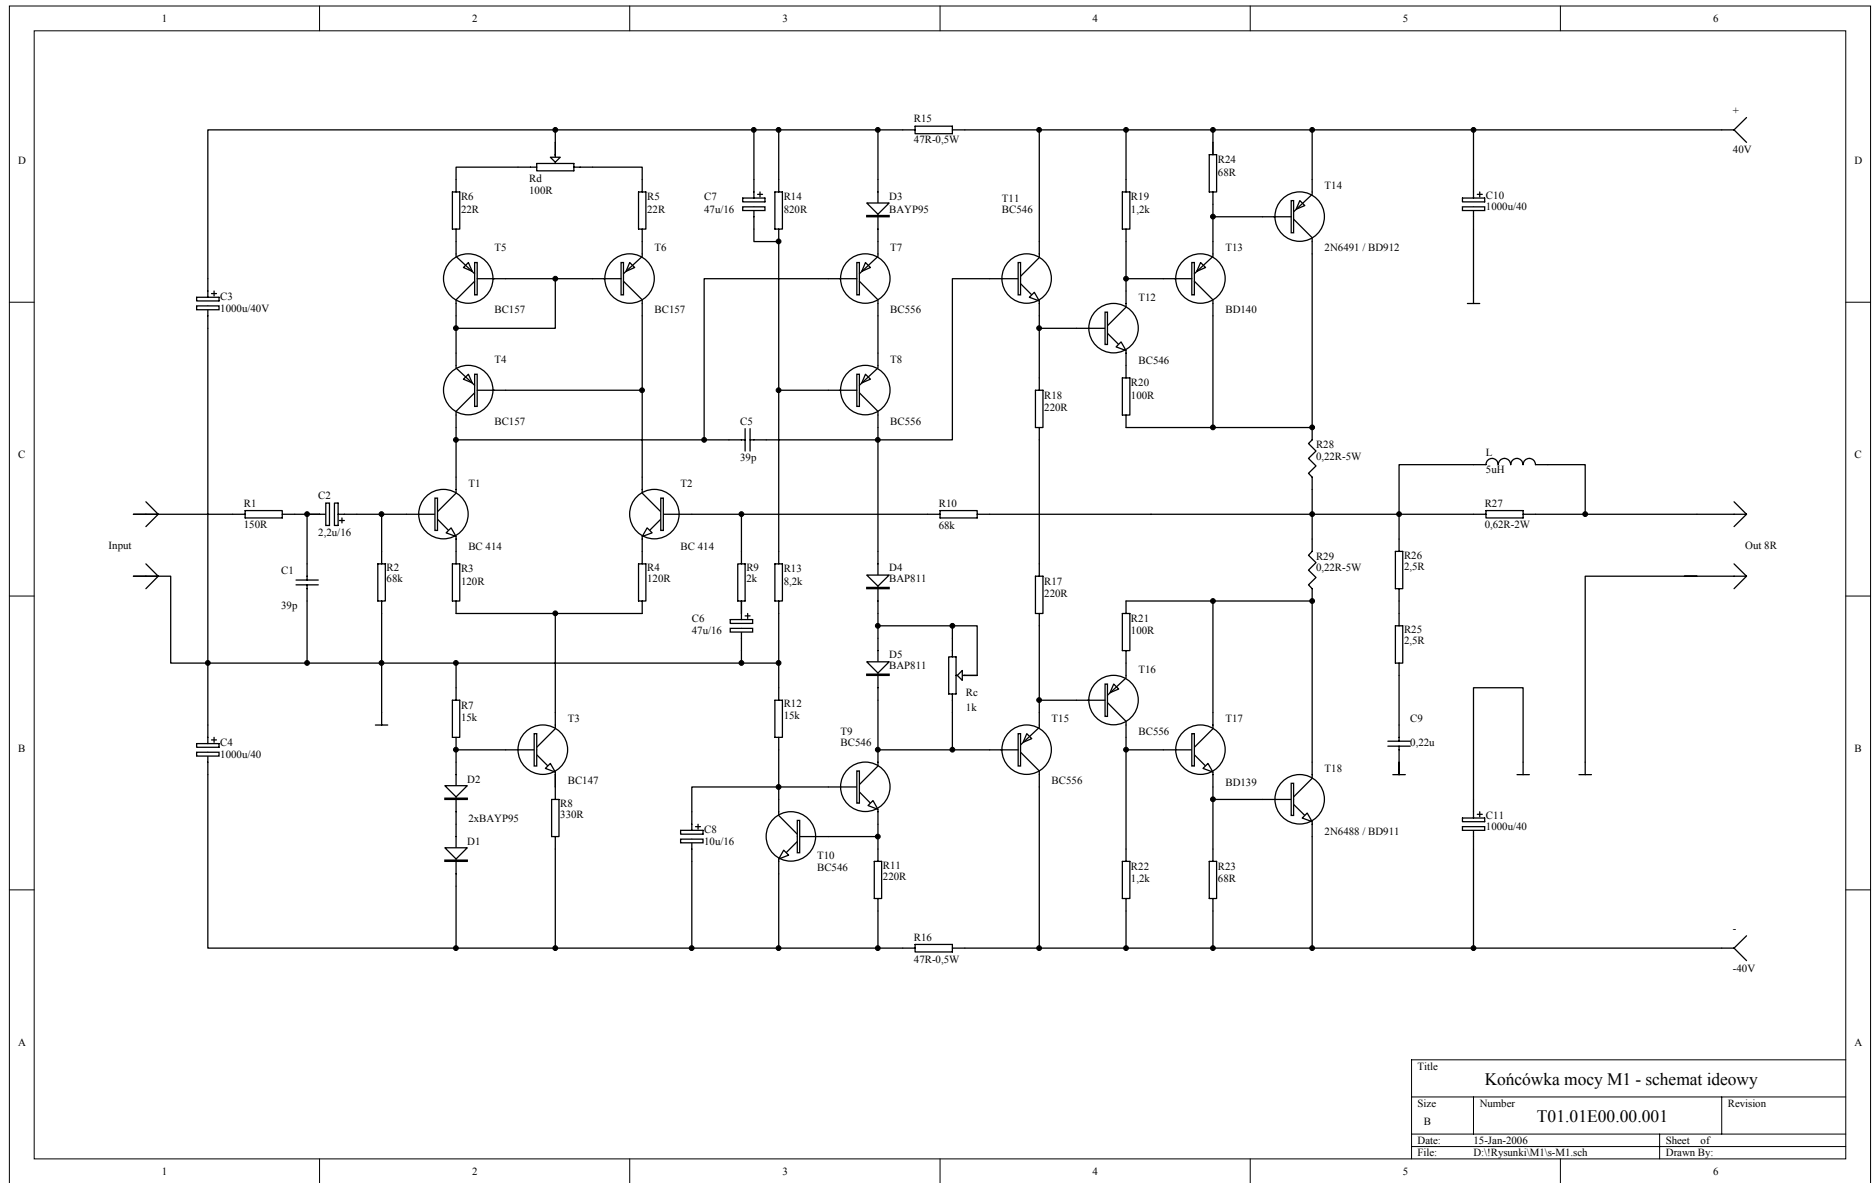 1 2 3 4 5 6
D D
C C
B B
A A
R15
47R-0,5W
+
40V
Rd
100R
R6
22R
R5
22R
C7
47u/16
+
R14
820R
D3
BAYP95
T11
BC546
R19
1,2k
R24
68R
T14
2N6491 / BD912
+
C10
1000u/40
T5
BC157
T6
BC157
T7
BC556
T12
BC546
T13
BD140
+
C3
1000u/40V
T4
BC157
T8
BC556
R18
220R
R20
100R
C5
39p
R28
0,22R-5W
L
5uH
R1
150R
C2
+
2,2u/16
T1
BC 414
T2
BC 414
R10
68k
R27
0,62R-2W
Input
Out 8R
C1
39p
R2
68k
R3
120R
R4
120R
R9
2k
R13
8,2k
D4
BAP811
R17
220R
R29
0,22R-5W
R26
2,5R
C6
47u/16
+
R21
100R
R25
2,5R
D5
BAP811
Rc
1k
T16
BC556
R7
15k
T3
BC147
R12
15k
T9
BC546
T15
BC556
T17
BD139
C9
0,22u
+
C4
1000u/40
D2
2xBAYP95
D1
R8
330R
+
C8
10u/16
T10
BC546
R11
220R
T18
2N6488 / BD911
+
C11
1000u/40
R22
1,2k
R23
68R
R16
47R-0,5W
-
-40V
Title
Końcówka mocy M1 - schemat ideowy
Size Number Revision
B T01.01E00.00.001
Date: 15-Jan-2006 Sheet of
File: D:\!Rysunki\M1\s-M1.sch Drawn By:
1 2 3 4 5 6